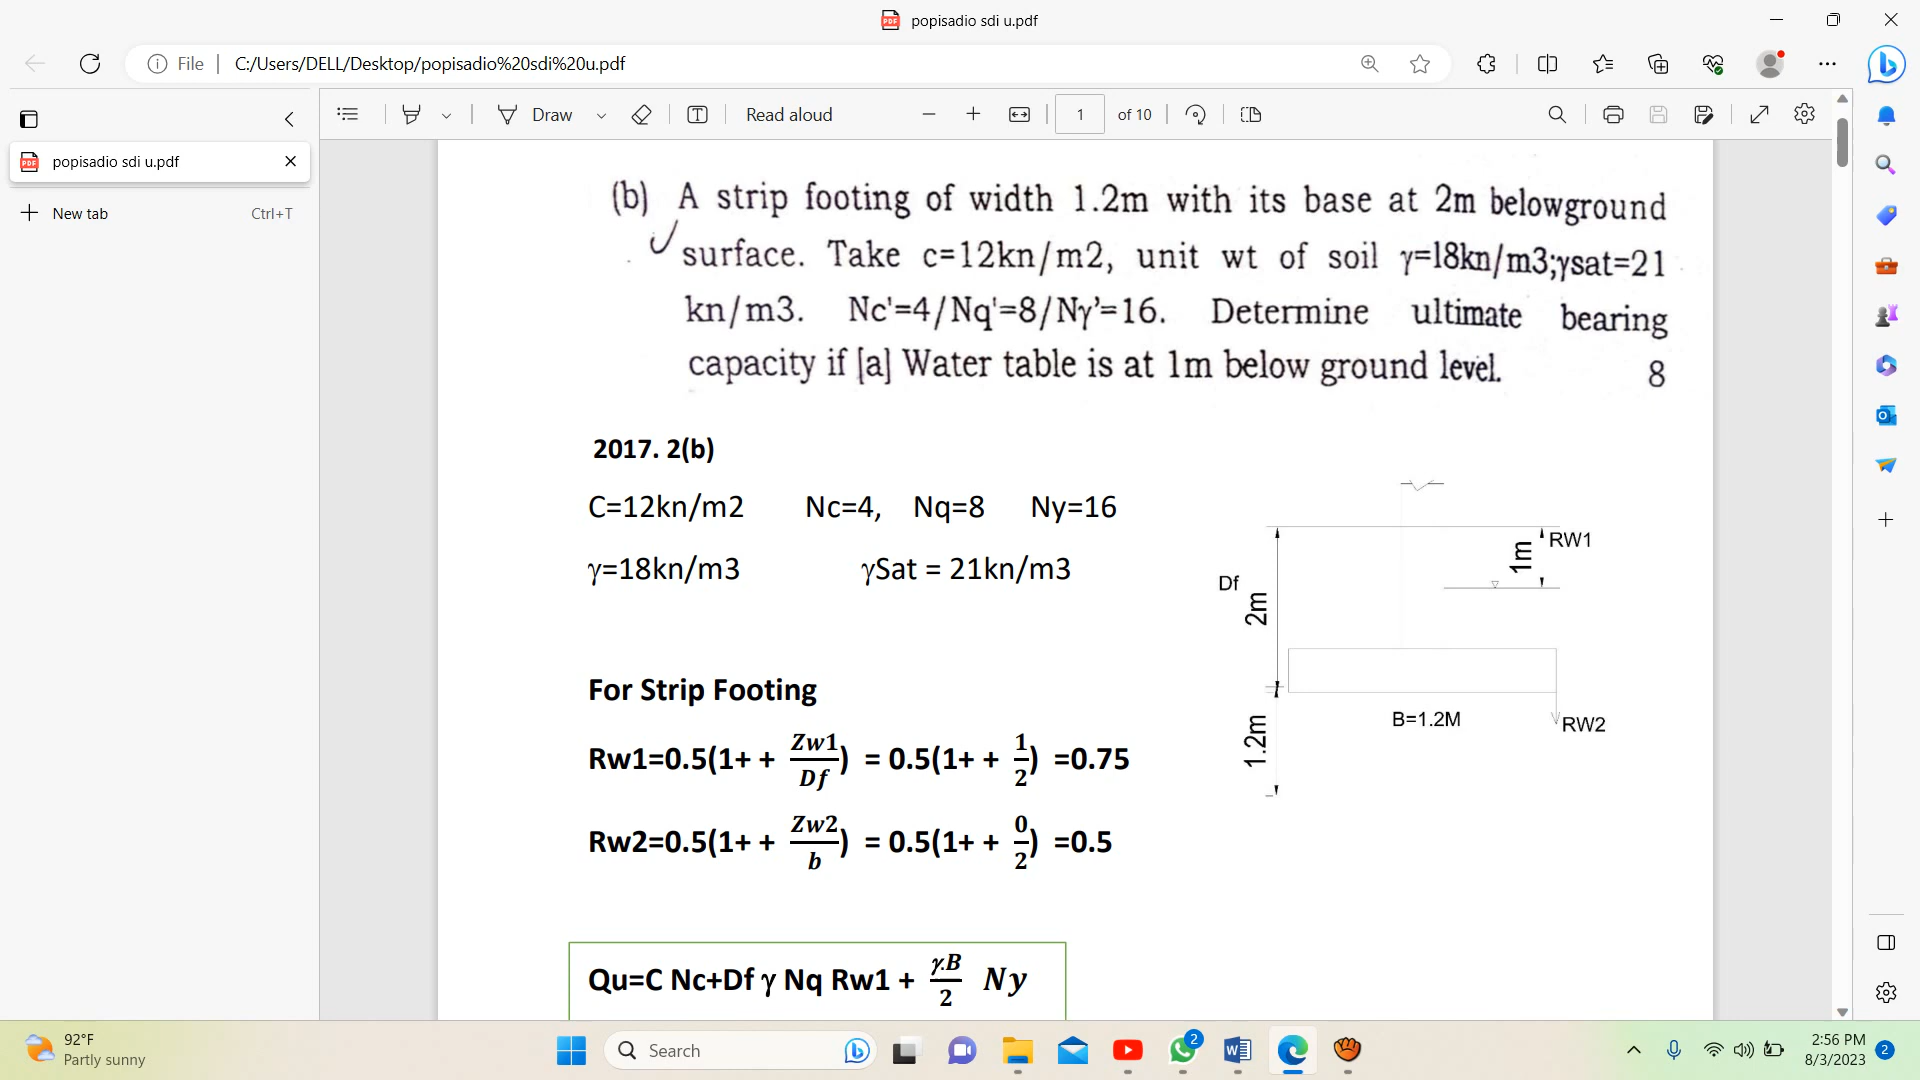 popisadio sdi u.pdf
File
C:/Users/DELL/Desktop/popisadio%20sdi%20u.pdf
popisadio sdi u.pdf
New tab Ctrl+T
Draw
Read aloud
1 of 10
(b) A strip footing of width 1.2m with its base at 2m belowground
surface. Take c=12kn/m2, unit wt of soil γ=18kn/m3;γsat=21
kn/m3. Nc'=4/Nq'=8/Nγ'=16. Determine ultimate bearing
capacity if [a] Water table is at 1m below ground level. 8
2017. 2(b)
C=12kn/m2 Nc=4, Nq=8 Ny=16
γ=18kn/m3 γSat = 21kn/m3
For Strip Footing
Rw1=0.5(1+ + Zw1/Df) = 0.5(1+ + 1/2) =0.75
Rw2=0.5(1+ + Zw2/b) = 0.5(1+ + 0/2) =0.5
Qu=C Nc+Df γ Nq Rw1 + γ.B/2 Ny
RW1
1m
Df
2m
B=1.2M
RW2
1.2m
92°F
Partly sunny
Search
2
2:56 PM
8/3/2023
2